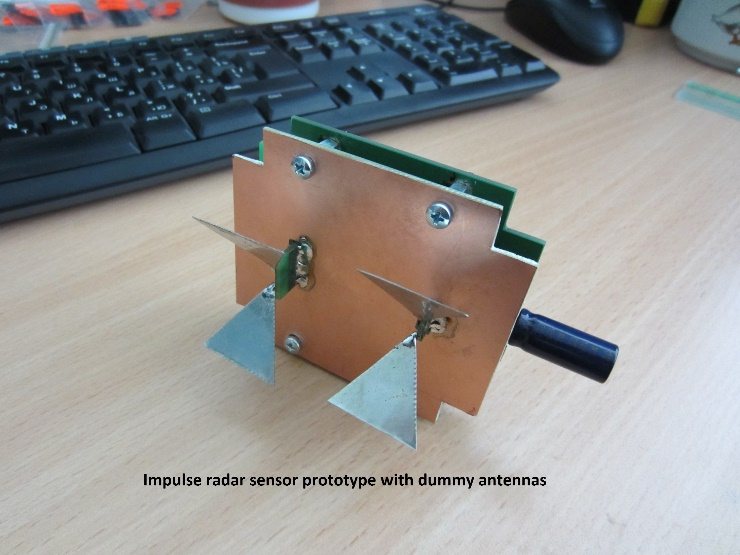 Impulse radar sensor prototype with dummy antennas